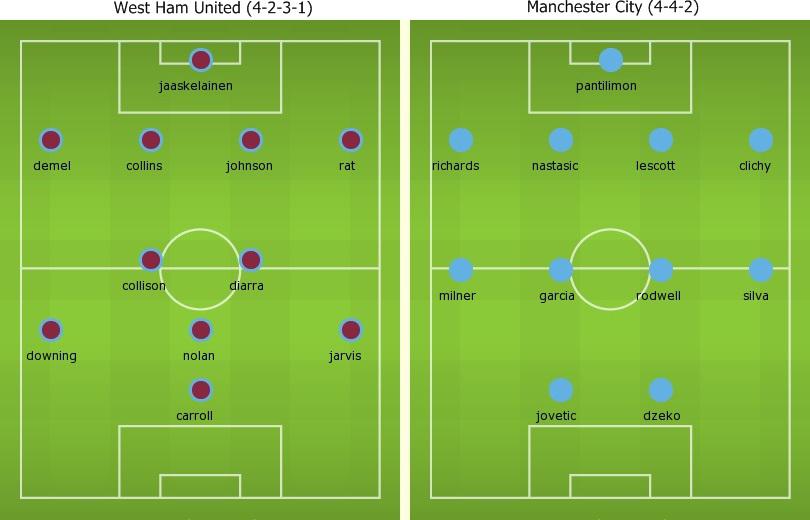 West Ham United (4-2-3-1)
jaaskelainen
demel collins johnson rat
collison diarra
downing nolan jarvis
carroll
Manchester City (4-4-2)
pantilimon
richards nastasic lescott clichy
milner garcia rodwell silva
jovetic dzeko